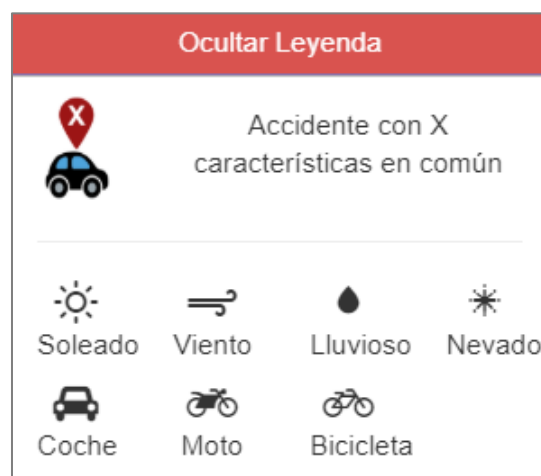 Ocultar Leyenda
X
Accidente con X
características en común
Soleado Viento Lluvioso Nevado
Coche Moto Bicicleta